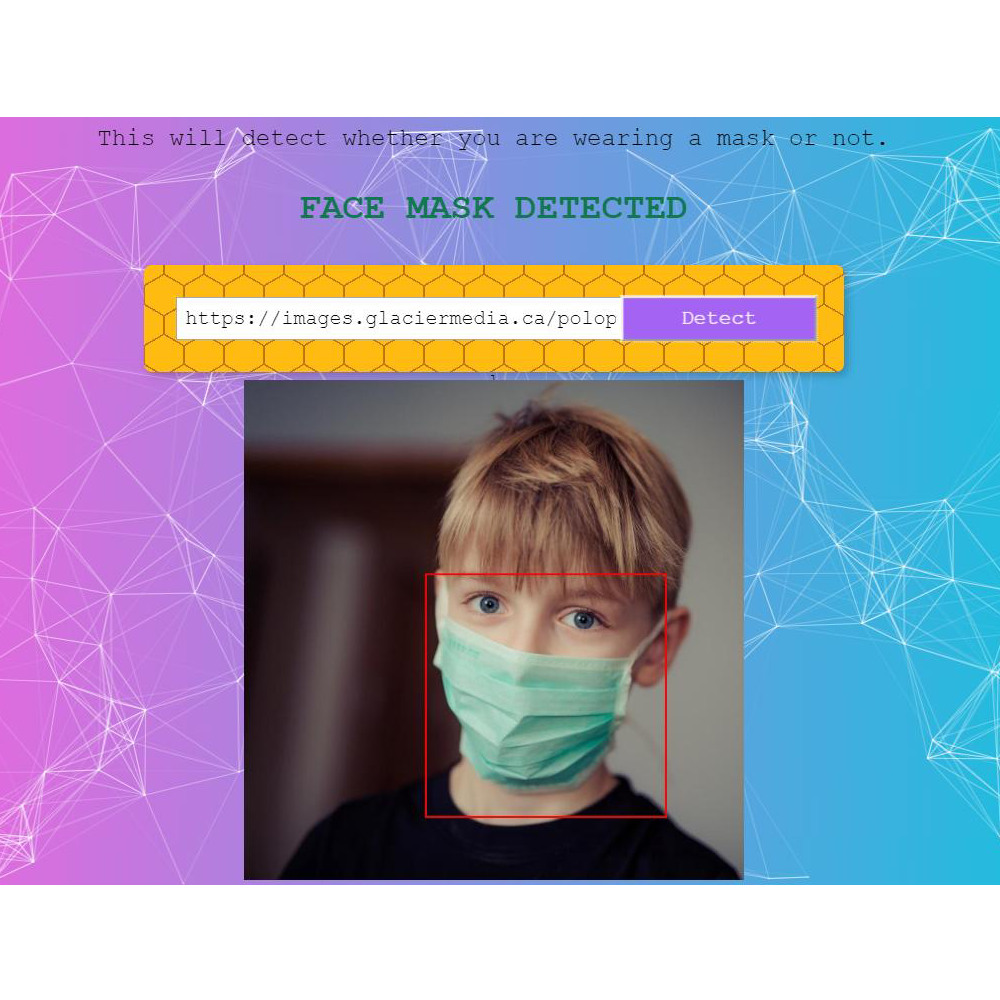 This will detect whether you are wearing a mask or not.
FACE MASK DETECTED
https://images.glaciermedia.ca/polop
Detect